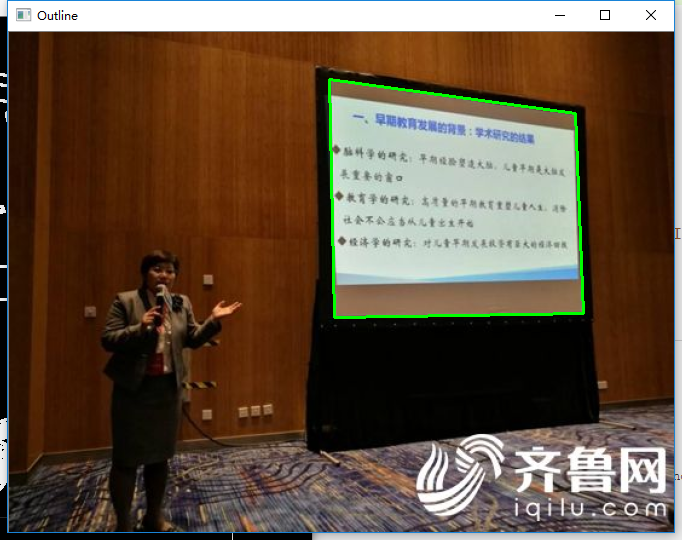 Outline
一、早期教育发展的背景：学术研究的结果
◆脑科学的研究：早期经验塑造大脑，儿童早期是大脑发
展重要的窗口
◆教育学的研究：高质量的早期教育重塑儿童人生，消除
社会不公应当从儿童出生开始
◆经济学的研究：对儿童早期发展投资有巨大的经济回报
齐鲁网
iqilu.com